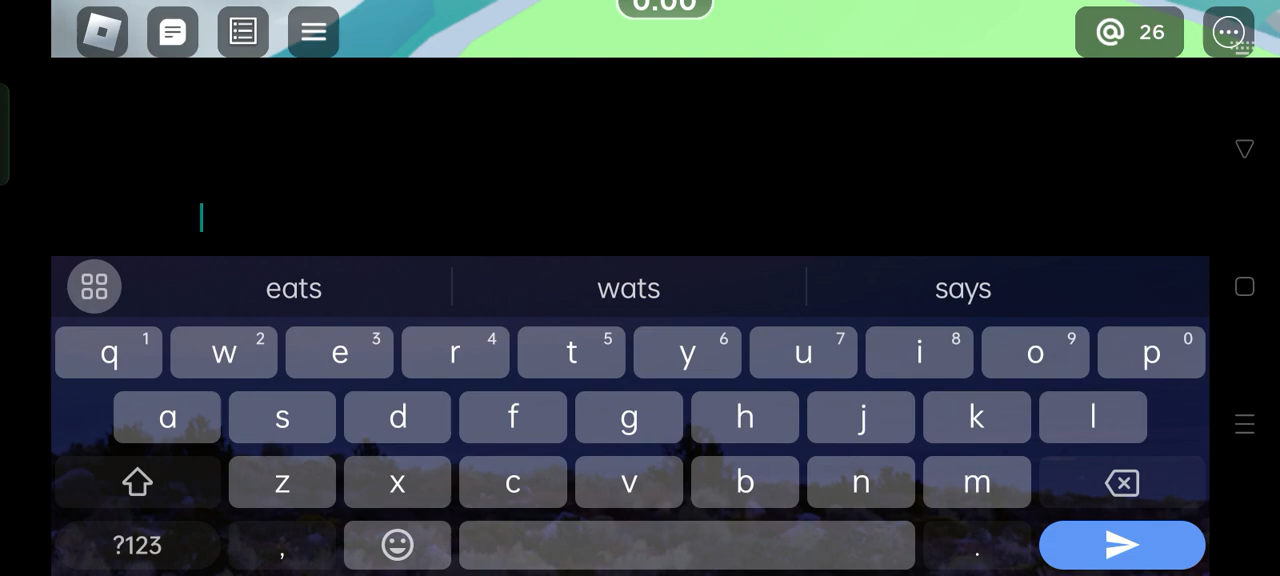 0:00
@ 26
eats wats says
q 1 w 2 e 3 r 4 t 5 y 6 u 7 i 8 o 9 p 0
a s d f g h j k l
z x c v b n m
?123 , .